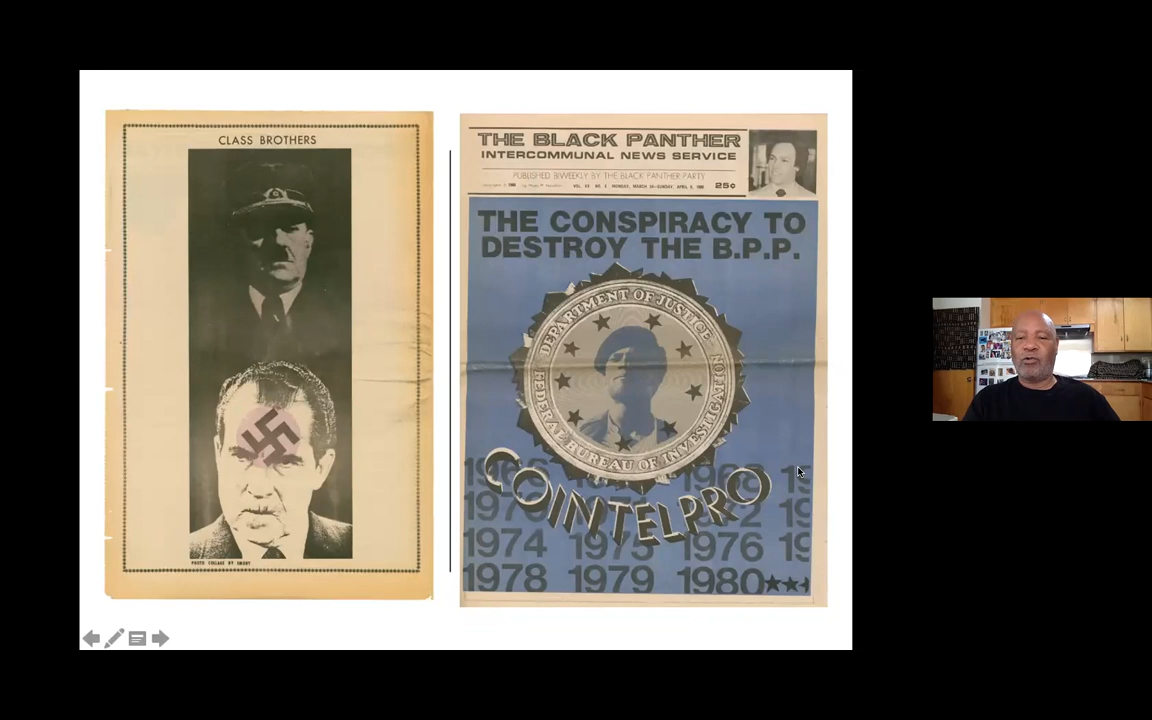 CLASS BROTHERS
PHOTO COLLAGE BY EMORY
THE BLACK PANTHER
INTERCOMMUNAL NEWS SERVICE
PUBLISHED BIWEEKLY BY THE BLACK PANTHER PARTY
25¢
THE CONSPIRACY TO
DESTROY THE B.P.P.
DEPARTMENT OF JUSTICE
FEDERAL BUREAU OF INVESTIGATION
COINTELPRO
1968
1974 1975 1976 19
1978 1979 1980